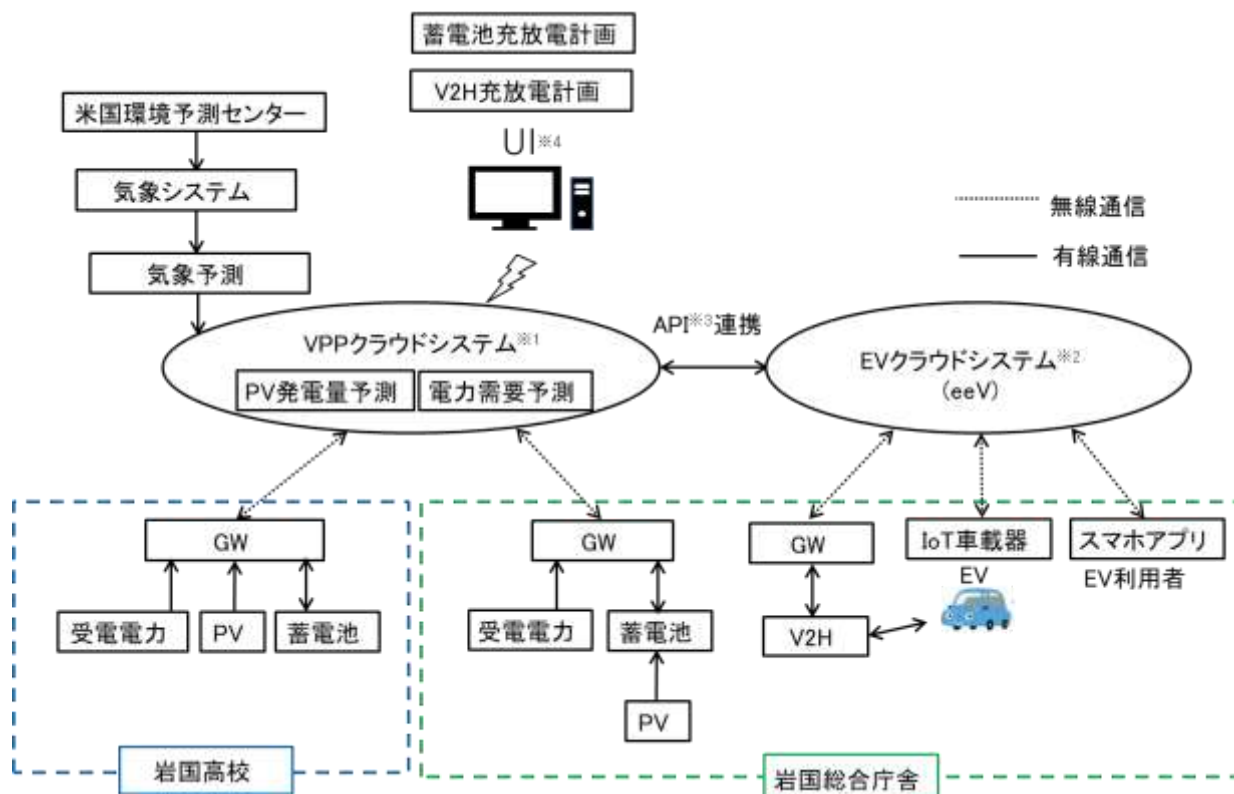 蓄電池充放電計画
V2H充放電計画
UI※4
米国環境予測センター
気象システム
気象予測
無線通信
有線通信
VPPクラウドシステム※1
PV発電量予測
電力需要予測
API※3連携
EVクラウドシステム※2
(eeV)
GW
受電電力
PV
蓄電池
岩国高校
GW
受電電力
蓄電池
PV
GW
V2H
IoT車載器
EV
スマホアプリ
EV利用者
岩国総合庁舎